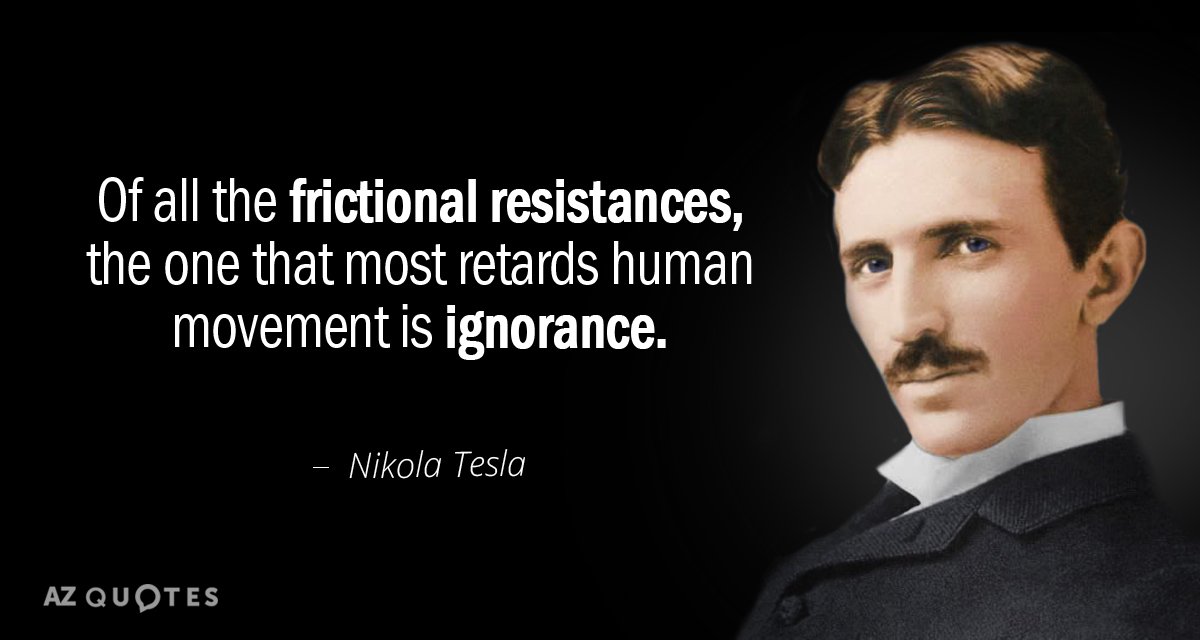 Of all the frictional resistances,
the one that most retards human
movement is ignorance.
– Nikola Tesla
AZ QUOTES